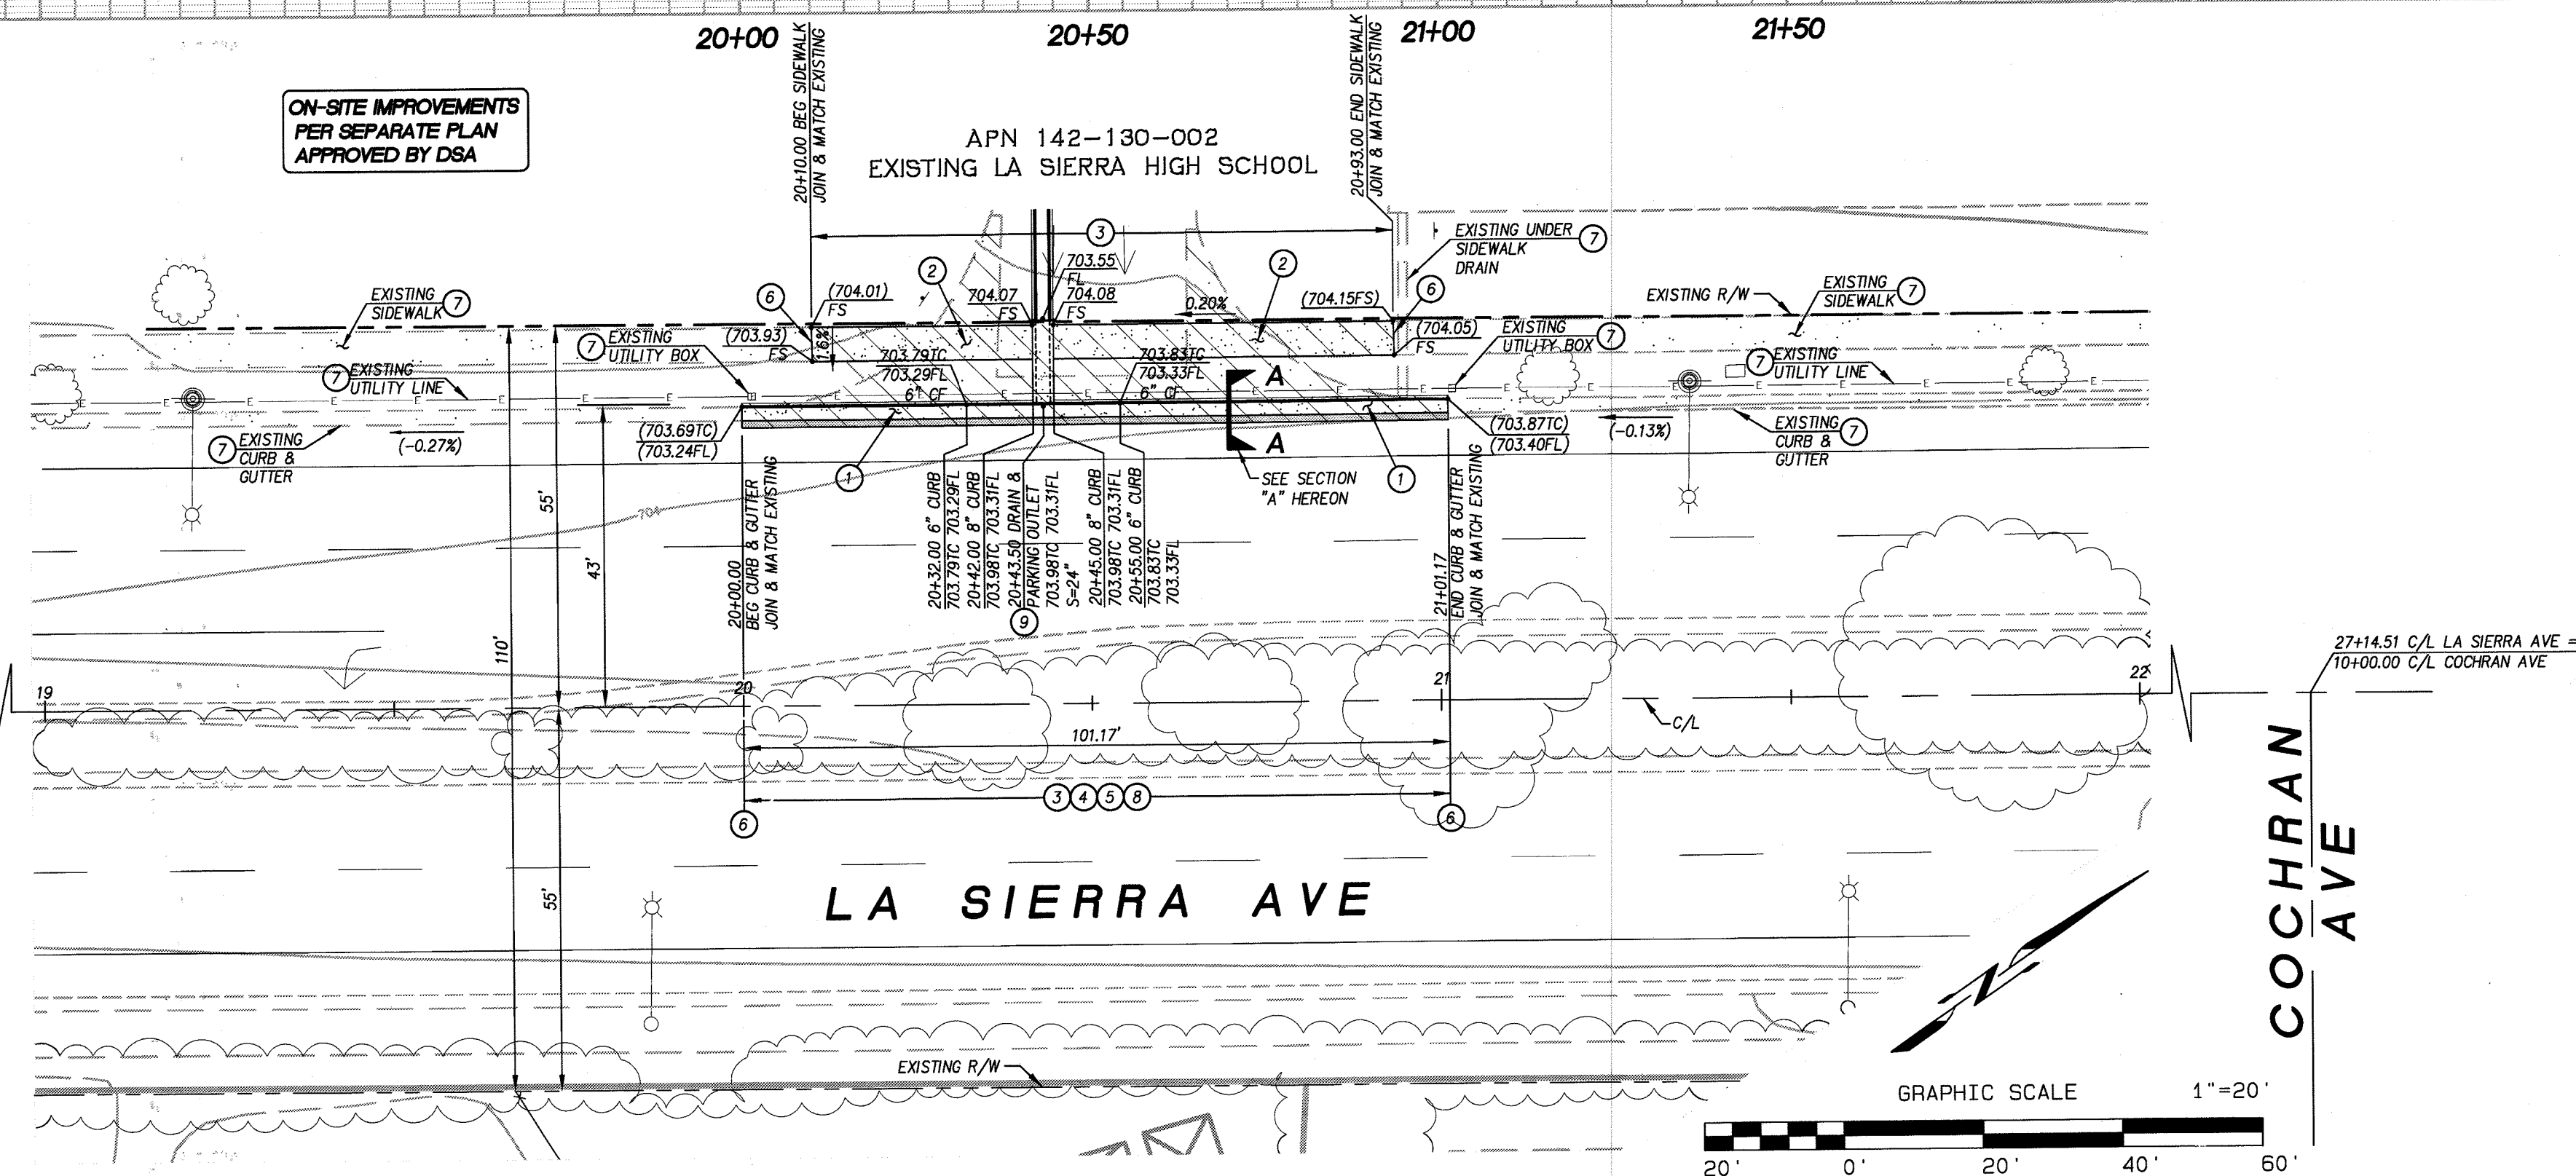 20+00
20+50
21+00
21+50
ON-SITE IMPROVEMENTS
PER SEPARATE PLAN
APPROVED BY DSA
20+10.00 BEG SIDEWALK
JOIN & MATCH EXISTING
APN 142-130-002
EXISTING LA SIERRA HIGH SCHOOL
20+93.00 END SIDEWALK
JOIN & MATCH EXISTING
3
EXISTING UNDER
SIDEWALK
DRAIN
7
EXISTING
SIDEWALK
7
6
(704.01)
FS
2
704.07
FS
703.55
FL
704.08
FS
0.20%
2
(704.15FS)
6
EXISTING R/W
EXISTING
SIDEWALK
7
7
EXISTING
UTILITY BOX
(703.93)
FS
1.62%
703.79TC
703.29FL
6" CF
703.83TC
703.33FL
6" CF
(704.05)
FS
EXISTING
UTILITY BOX
7
7
EXISTING
UTILITY LINE
7
EXISTING
UTILITY LINE
E E E E E E E
E E E E E E E E
A
A
7
EXISTING
CURB &
GUTTER
(-0.27%)
(703.69TC)
(703.24FL)
1
SEE SECTION
"A" HEREON
1
(703.87TC)
(703.40FL)
(-0.13%)
EXISTING
CURB &
GUTTER
7
704
20+00.00
BEG CURB & GUTTER
JOIN & MATCH EXISTING
20+32.00 6" CURB
703.79TC 703.29FL
20+42.00 8" CURB
703.98TC 703.31FL
20+43.50 DRAIN &
PARKING OUTLET
703.98TC 703.31FL
S=24"
9
20+45.00 8" CURB
703.98TC 703.31FL
20+55.00 6" CURB
703.83TC
703.33FL
21+01.17
END CURB & GUTTER
JOIN & MATCH EXISTING
55'
43'
110'
55'
19
20
21
22
C/L
101.17'
3 4 5 8
6
6
27+14.51 C/L LA SIERRA AVE =
10+00.00 C/L COCHRAN AVE
LA SIERRA AVE
COCHRAN
AVE
EXISTING R/W
N
GRAPHIC SCALE 1"=20'
20' 0' 20' 40' 60'